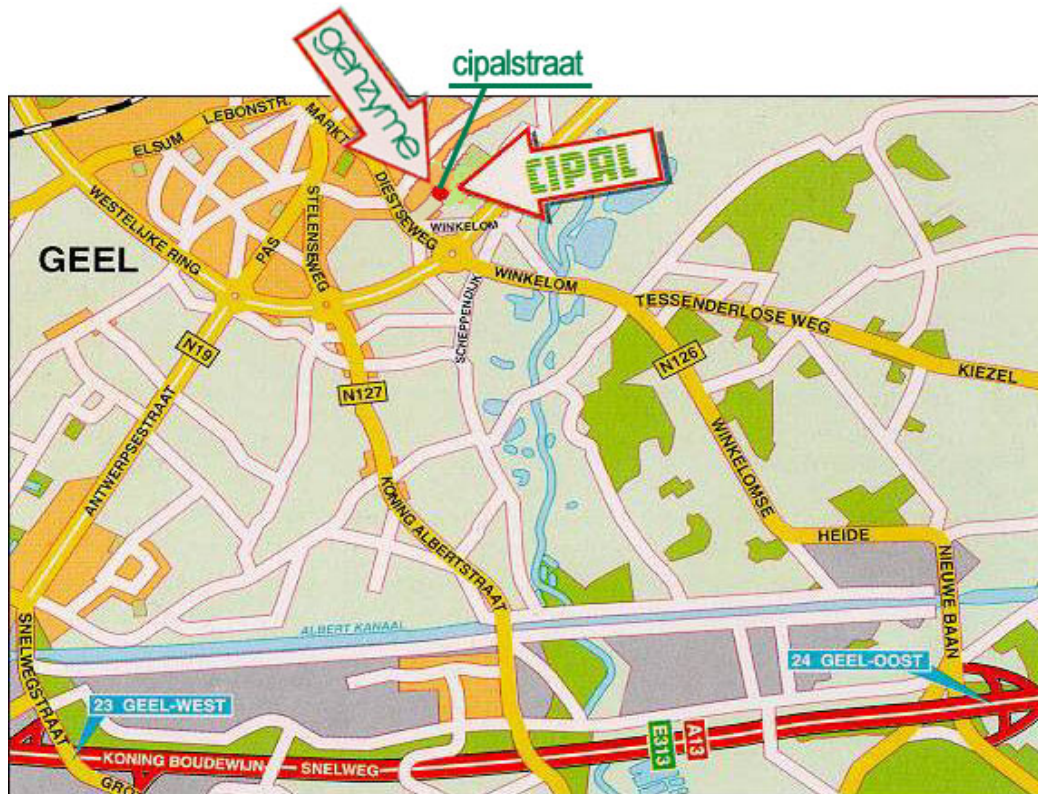 genzyme
cipalstraat
CIPAL
LEBONSTR.
MARKT
ELSUM
DIESTSEWEG
WESTELIJKE RING
PAS
STELENSEWEG
WINKELOM
GEEL
WINKELOM
SCHEPPENDIJK
TESSENDERLOSE WEG
N19
N126
KIEZEL
N127
ANTWERPSESTRAAT
WINKELOMSE
KONING ALBERTSTRAAT
HEIDE
NIEUWE BAAN
ALBERT KANAAL
SNELWEGSTRAAT
24 GEEL-OOST
23 GEEL-WEST
E313
A13
KONING BOUDEWIJN
SNELWEG
GRO